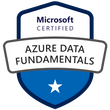 Microsoft
CERTIFIED
AZURE DATA
FUNDAMENTALS